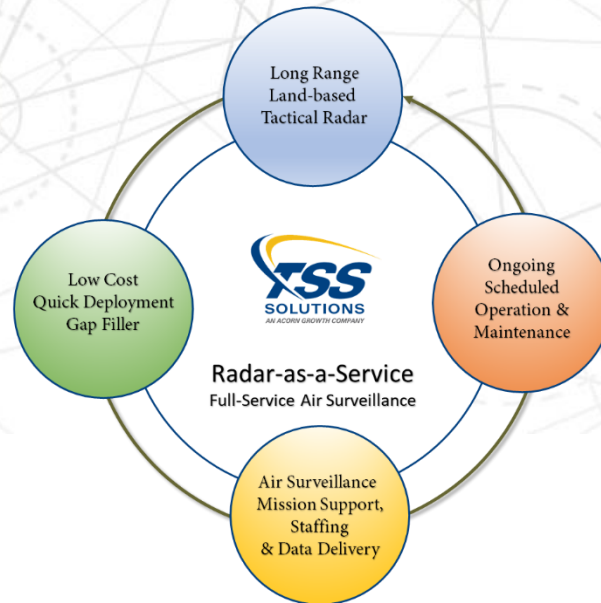 Long Range
Land-based
Tactical Radar
Low Cost
Quick Deployment
Gap Filler
TSS
SOLUTIONS
AN ACORN GROWTH COMPANY
Ongoing
Scheduled
Operation &
Maintenance
Radar-as-a-Service
Full-Service Air Surveillance
Air Surveillance
Mission Support,
Staffing
& Data Delivery